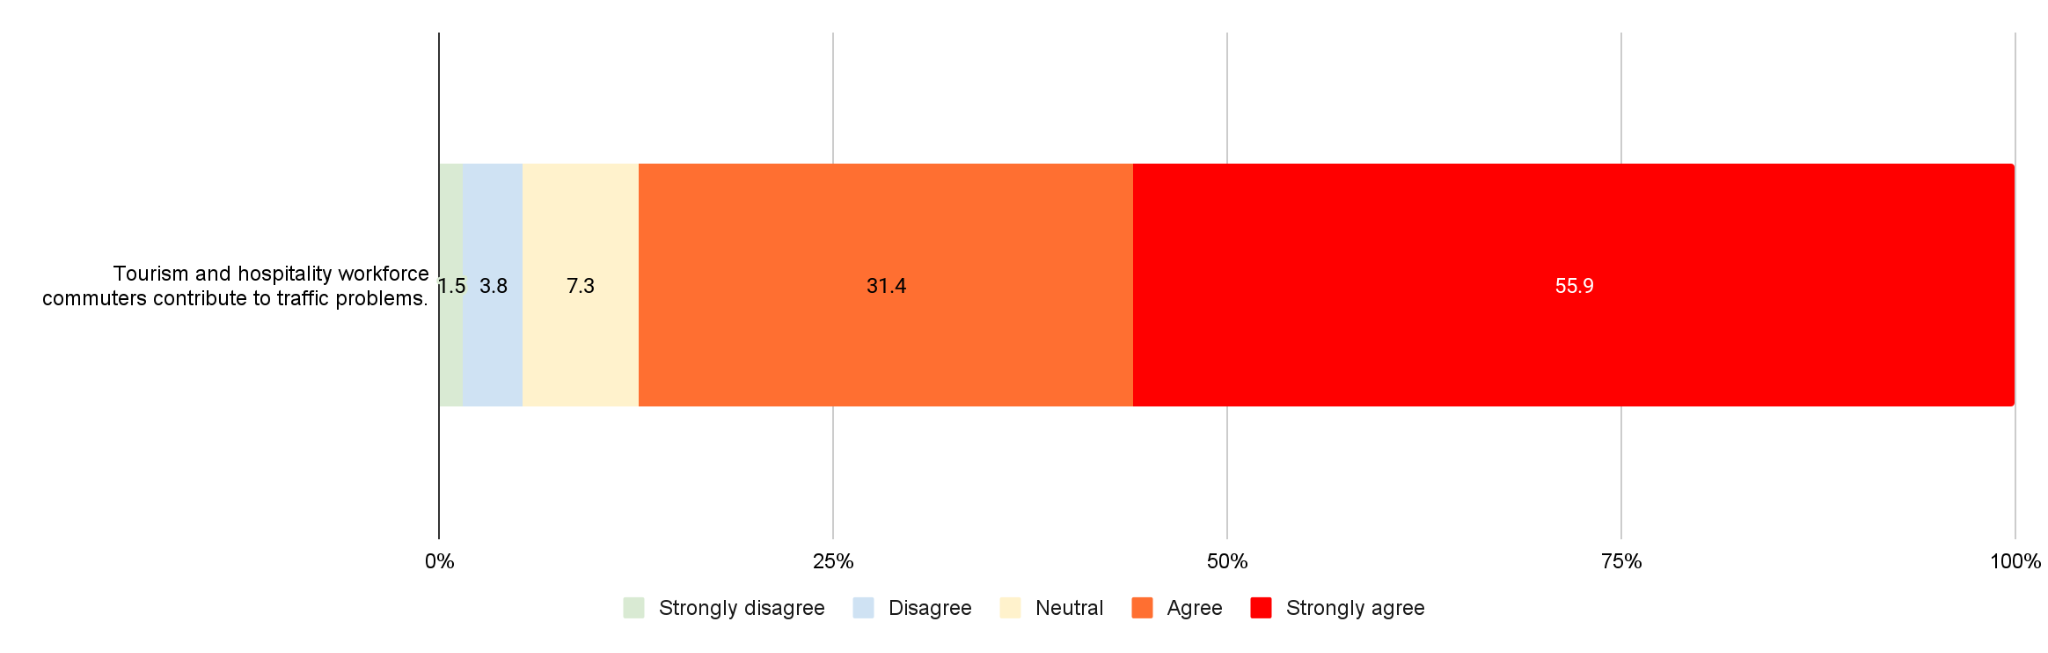 Tourism and hospitality workforce
commuters contribute to traffic problems.
1.5 3.8 7.3 31.4 55.9
0% 25% 50% 75% 100%
Strongly disagree Disagree Neutral Agree Strongly agree